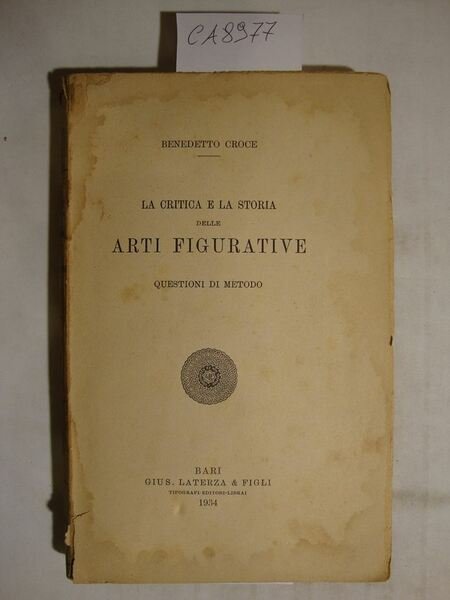 CA8977
BENEDETTO CROCE
LA CRITICA E LA STORIA
DELLE
ARTI FIGURATIVE
QUESTIONI DI METODO
BARI
GIUS. LATERZA & FIGLI
TIPOGRAFI-EDITORI-LIBRAI
1934